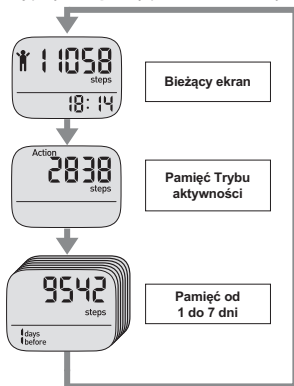 11058
steps
18:14
Bieżący ekran
Action
2838
steps
Pamięć Trybu
aktywności
9542
steps
1 days
before
Pamięć od
1 do 7 dni